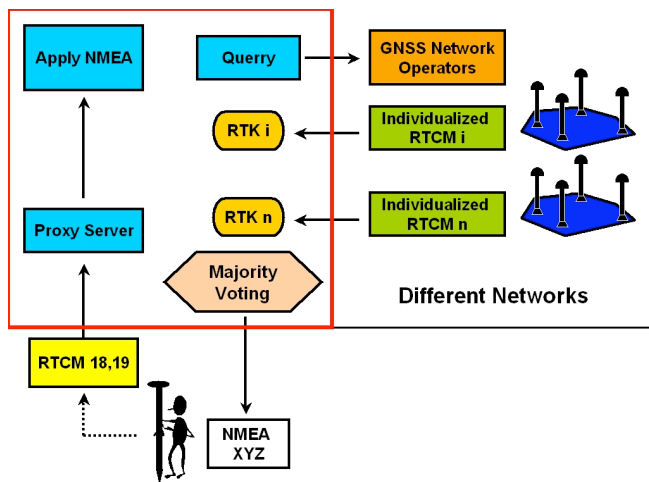 Apply NMEA
Querry
GNSS Network
Operators
RTK i
Individualized
RTCM i
Proxy Server
RTK n
Individualized
RTCM n
Majority
Voting
Different Networks
RTCM 18,19
NMEA
XYZ